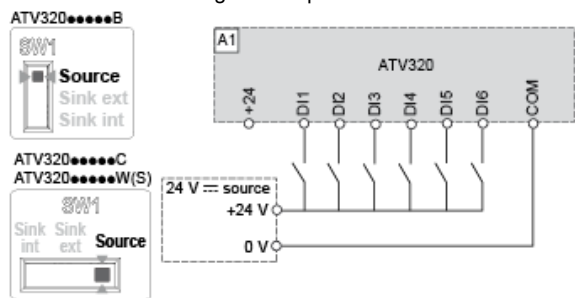 ATV320●●●●●B
SW1
Source
Sink ext
Sink int
ATV320●●●●●C
ATV320●●●●●W(S)
SW1
Sink int
Sink ext
Source
A1
ATV320
+24
DI1
DI2
DI3
DI4
DI5
DI6
COM
24 V ⎓ source
+24 V
0 V